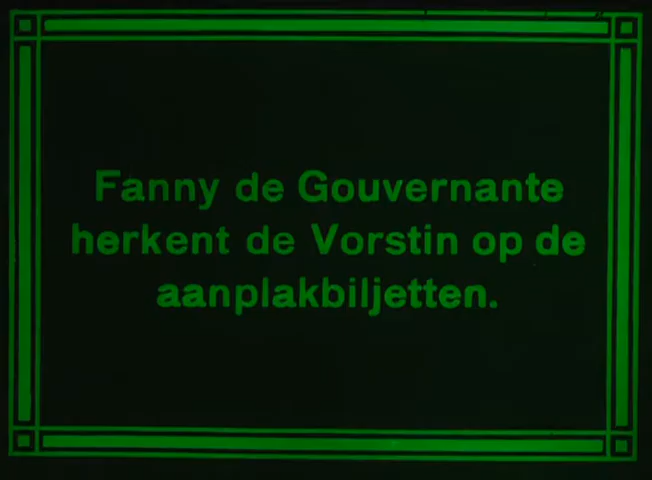 Fanny de Gouvernante
herkent de Vorstin op de
aanplakbiljetten.